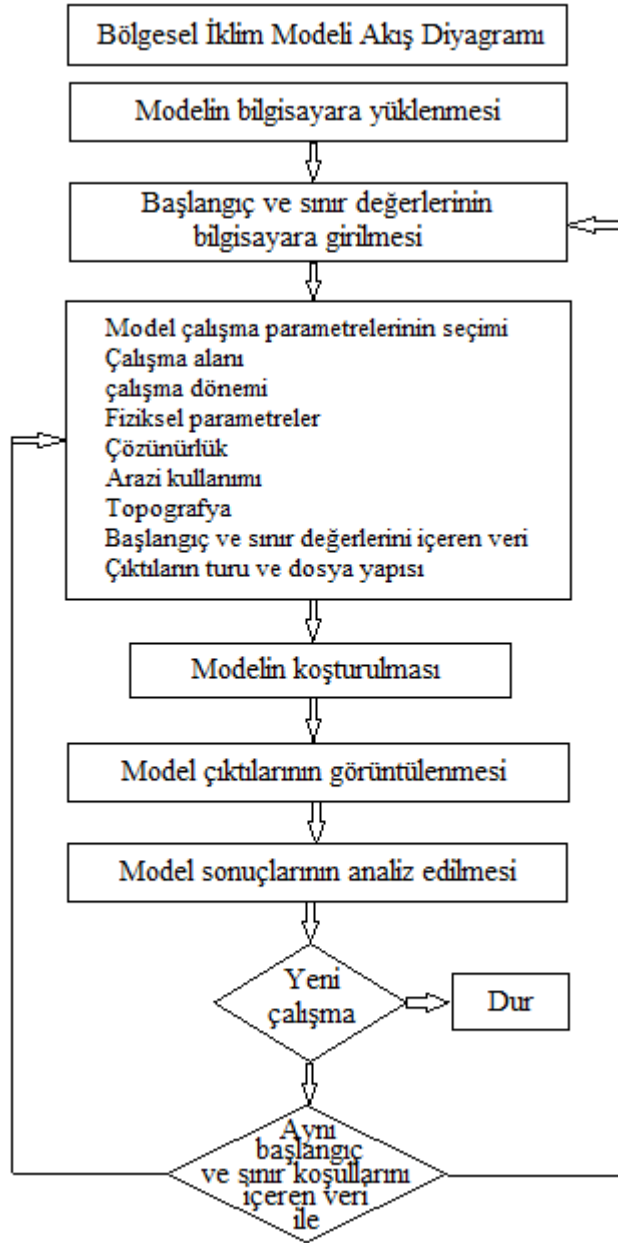 Bölgesel İklim Modeli Akış Diyagramı
Modelin bilgisayara yüklenmesi
Başlangıç ve sınır değerlerinin
bilgisayara girilmesi
Model çalışma parametrelerinin seçimi
Çalışma alanı
çalışma dönemi
Fiziksel parametreler
Çözünürlük
Arazi kullanımı
Topografya
Başlangıç ve sınır değerlerini içeren veri
Çıktıların turu ve dosya yapısı
Modelin koşturulması
Model çıktılarının görüntülenmesi
Model sonuçlarının analiz edilmesi
Yeni
çalışma
Dur
Aynı
başlangıç
ve sınır koşullarını
içeren veri
ile